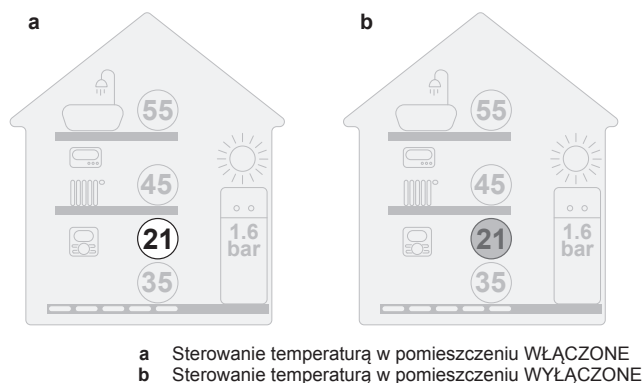 a b
55 55
45 45
21 1.6 21 1.6
bar bar
35 35
a Sterowanie temperaturą w pomieszczeniu WŁĄCZONE
b Sterowanie temperaturą w pomieszczeniu WYŁĄCZONE